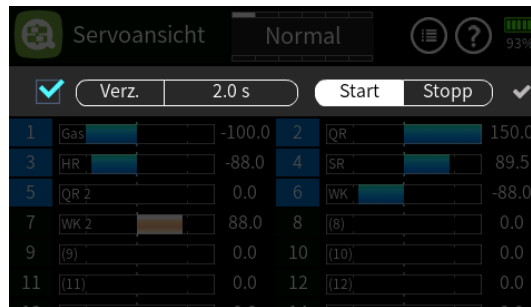 Servoansicht Normal ? 93%
Verz. 2.0 s Start Stopp
1 Gas -100.0 2 QR 150.0
3 HR -88.0 4 SR 89.5
5 QR 2 0.0 6 WK -88.0
7 WK 2 88.0 8 (8) 0.0
9 (9) 0.0 10 (10) 0.0
11 (11) 0.0 12 (12) 0.0